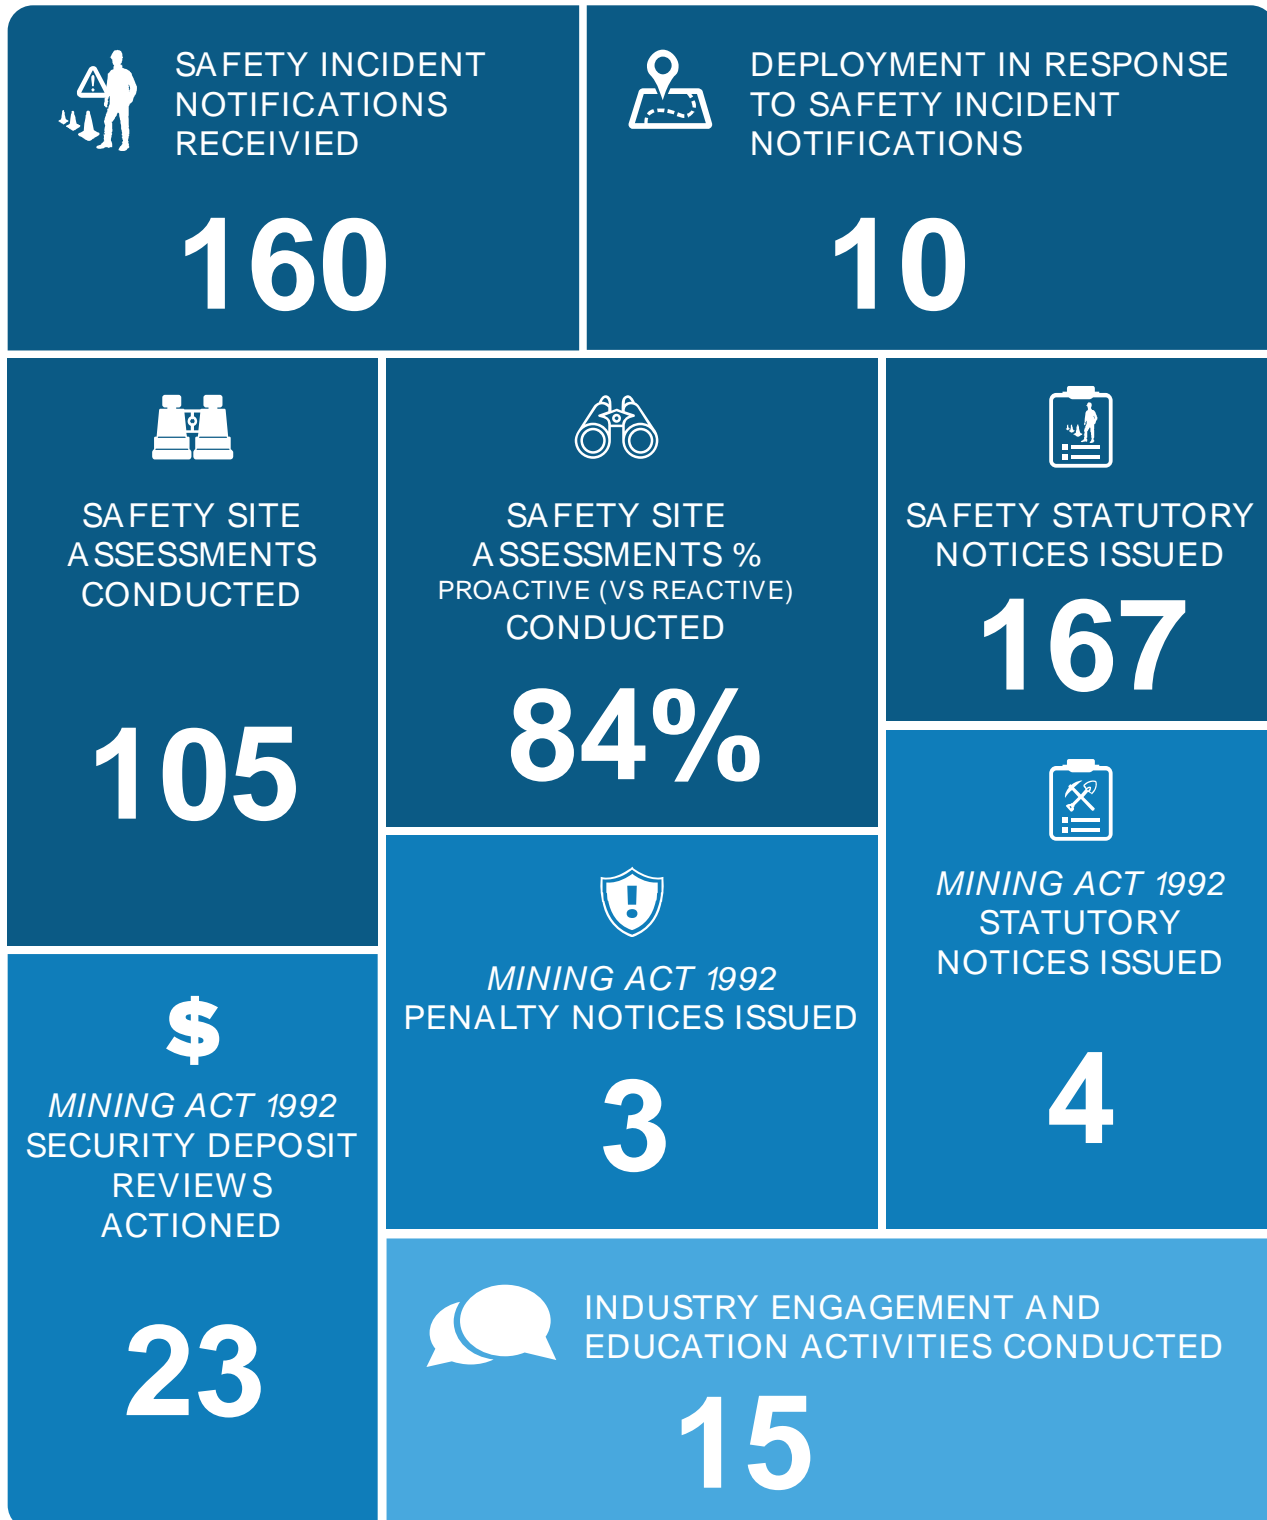 SAFETY INCIDENT
NOTIFICATIONS
RECEIVIED
160
DEPLOYMENT IN RESPONSE
TO SAFETY INCIDENT
NOTIFICATIONS
10
SAFETY SITE
ASSESSMENTS
CONDUCTED
105
SAFETY SITE
ASSESSMENTS %
PROACTIVE (VS REACTIVE)
CONDUCTED
84%
SAFETY STATUTORY
NOTICES ISSUED
167
MINING ACT 1992
STATUTORY
NOTICES ISSUED
4
MINING ACT 1992
PENALTY NOTICES ISSUED
3
$
MINING ACT 1992
SECURITY DEPOSIT
REVIEWS
ACTIONED
23
INDUSTRY ENGAGEMENT AND
EDUCATION ACTIVITIES CONDUCTED
15